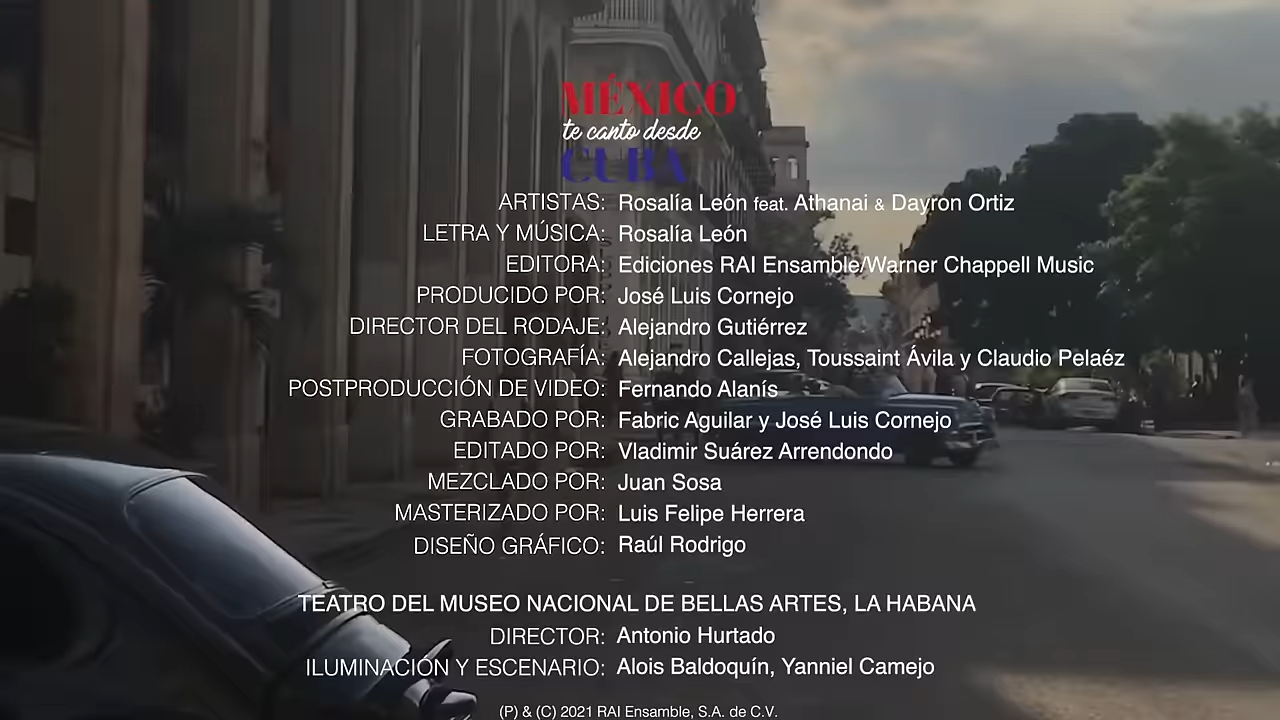 MÉXICO
te canto desde
CUBA
ARTISTAS: Rosalía León feat. Athanai & Dayron Ortiz
LETRA Y MÚSICA: Rosalía León
EDITORA: Ediciones RAI Ensamble/Warner Chappell Music
PRODUCIDO POR: José Luis Cornejo
DIRECTOR DEL RODAJE: Alejandro Gutiérrez
FOTOGRAFÍA: Alejandro Callejas, Toussaint Ávila y Claudio Pelaéz
POSTPRODUCCIÓN DE VIDEO: Fernando Alanís
GRABADO POR: Fabric Aguilar y José Luis Cornejo
EDITADO POR: Vladimir Suárez Arrendondo
MEZCLADO POR: Juan Sosa
MASTERIZADO POR: Luis Felipe Herrera
DISEÑO GRÁFICO: Raúl Rodrigo
TEATRO DEL MUSEO NACIONAL DE BELLAS ARTES, LA HABANA
DIRECTOR: Antonio Hurtado
ILUMINACIÓN Y ESCENARIO: Alois Baldoquín, Yanniel Camejo
(P) & (C) 2021 RAI Ensamble, S.A. de C.V.